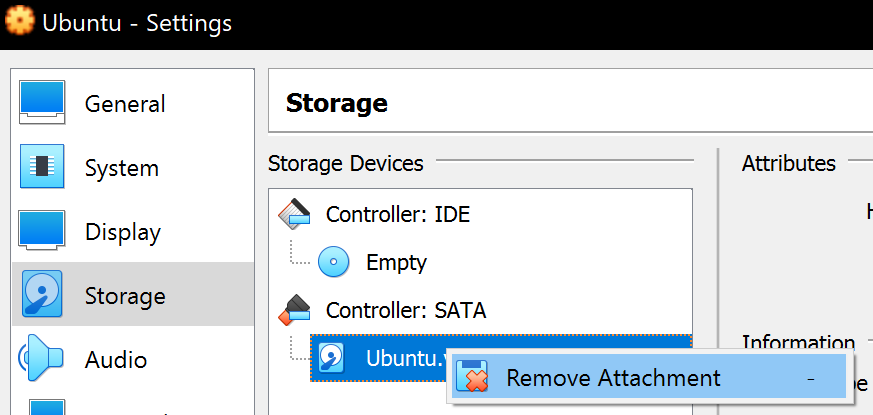 Ubuntu - Settings
General
System
Display
Storage
Audio
Storage
Storage Devices
Controller: IDE
Empty
Controller: SATA
Ubuntu.
Remove Attachment -
Attributes
Information